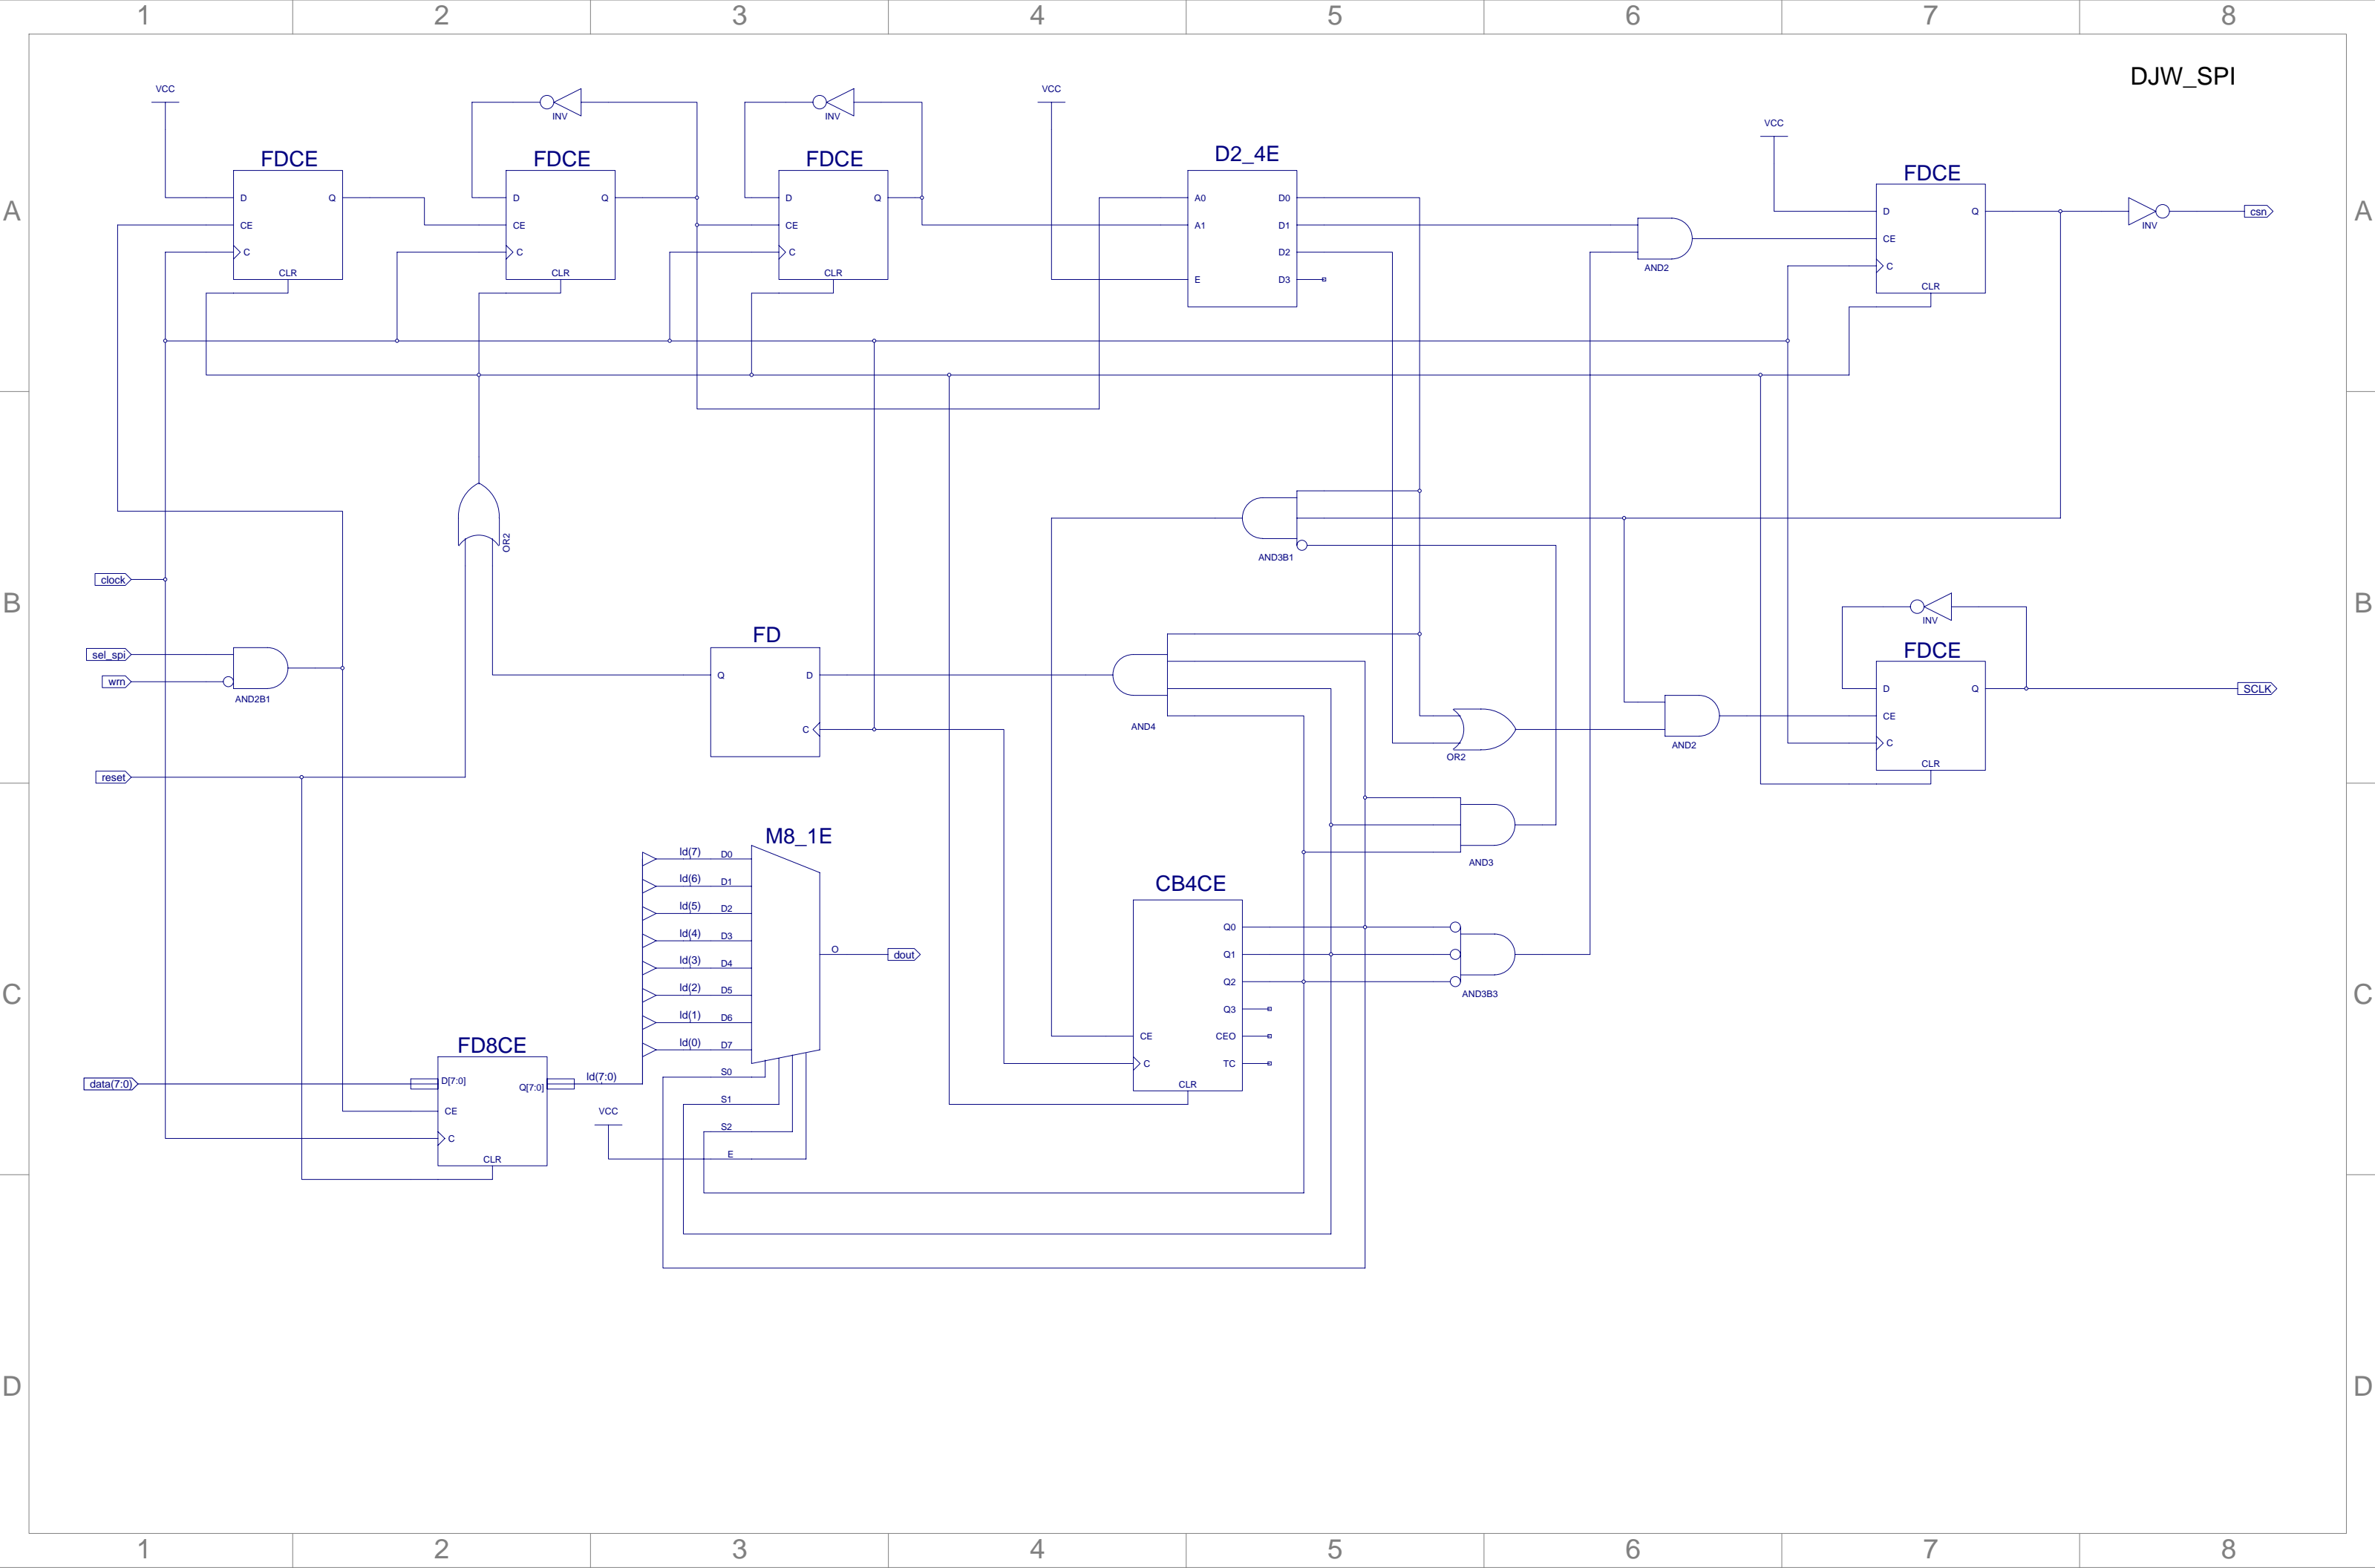 1 2 3 4 5 6 7 8
DJW_SPI
VCC
VCC
VCC
INV
INV
FDCE
FDCE
FDCE
D2_4E
FDCE
A
D Q
CE
C
CLR
D Q
CE
C
CLR
D Q
CE
C
CLR
A0 D0
A1 D1
D2
E D3
AND2
D Q
CE
C
CLR
INV
csn
A
OR2
AND3B1
clock
B
sel_spi
wrn
AND2B1
FD
Q D
C
AND4
OR2
AND2
INV
FDCE
D Q
CE
C
CLR
SCLK
B
reset
M8_1E
ld(7) D0
ld(6) D1
ld(5) D2
ld(4) D3
ld(3) D4
ld(2) D5
ld(1) D6
ld(0) D7
S0
S1
S2
E
O
dout
AND3
CB4CE
Q0
Q1
Q2
Q3
CE CEO
C TC
CLR
AND3B3
C
C
FD8CE
data(7:0)
D[7:0]
Q[7:0]
CE
C
CLR
ld(7:0)
VCC
D
D
1 2 3 4 5 6 7 8